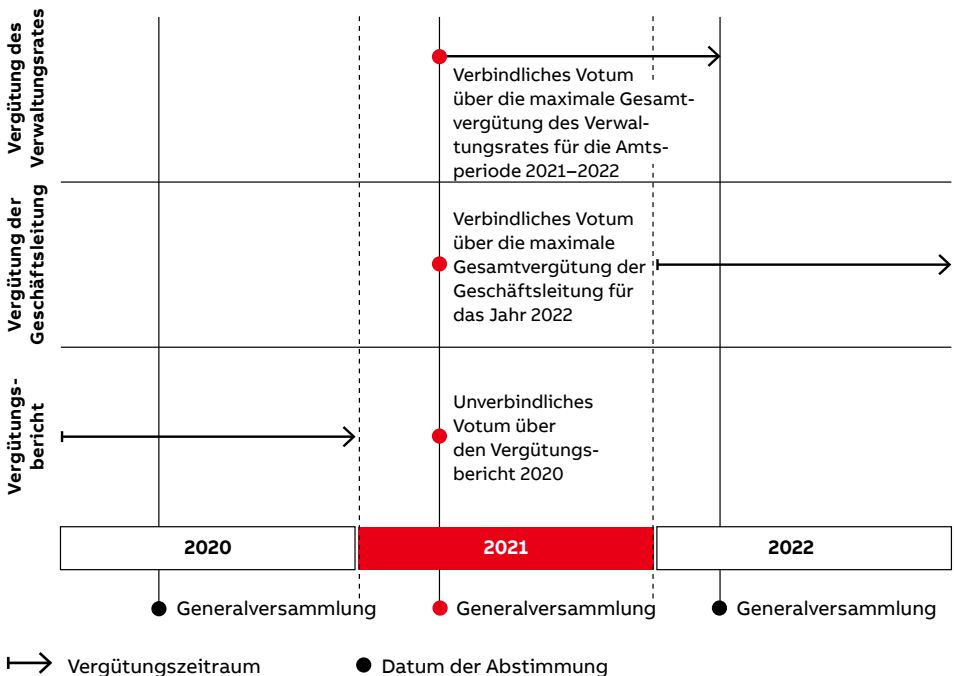 Vergütung des
Verwaltungsrates
Verbindliches Votum
über die maximale Gesamt-
vergütung des Verwal-
tungsrates für die Amts-
periode 2021–2022
Vergütung der
Geschäftsleitung
Verbindliches Votum
über die maximale
Gesamtvergütung der
Geschäftsleitung für
das Jahr 2022
Vergütungs-
bericht
Unverbindliches
Votum über
den Vergütungs-
bericht 2020
2020 2021 2022
Generalversammlung Generalversammlung Generalversammlung
Vergütungszeitraum Datum der Abstimmung